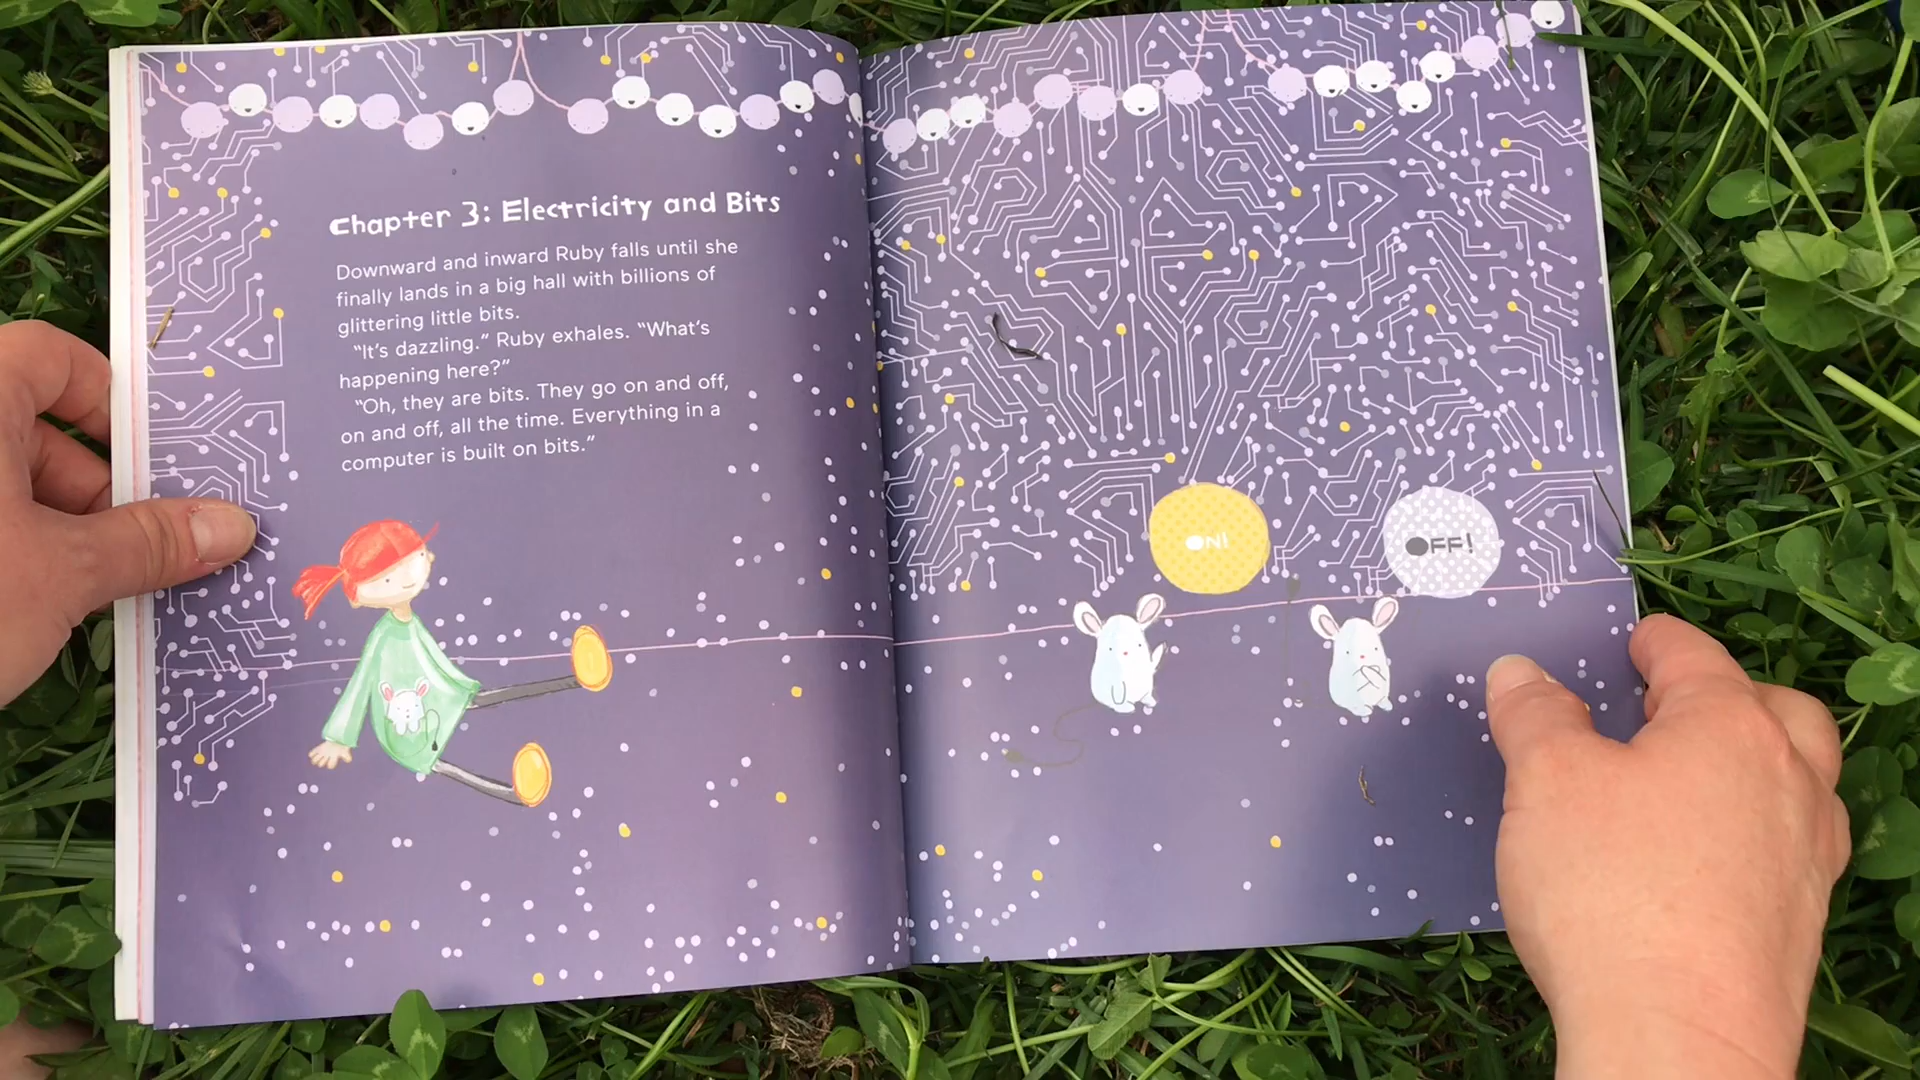 Chapter 3: Electricity and Bits
Downward and inward Ruby falls until she
finally lands in a big hall with billions of
glittering little bits.
“It’s dazzling.” Ruby exhales. “What’s
happening here?”
“Oh, they are bits. They go on and off,
on and off, all the time. Everything in a
computer is built on bits.”
ON!
OFF!